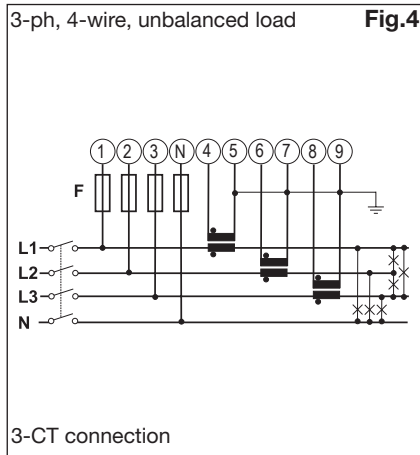 3-ph, 4-wire, unbalanced load Fig.4
1 2 3 N 4 5 6 7 8 9
F
L1
L2
L3
N
3-CT connection